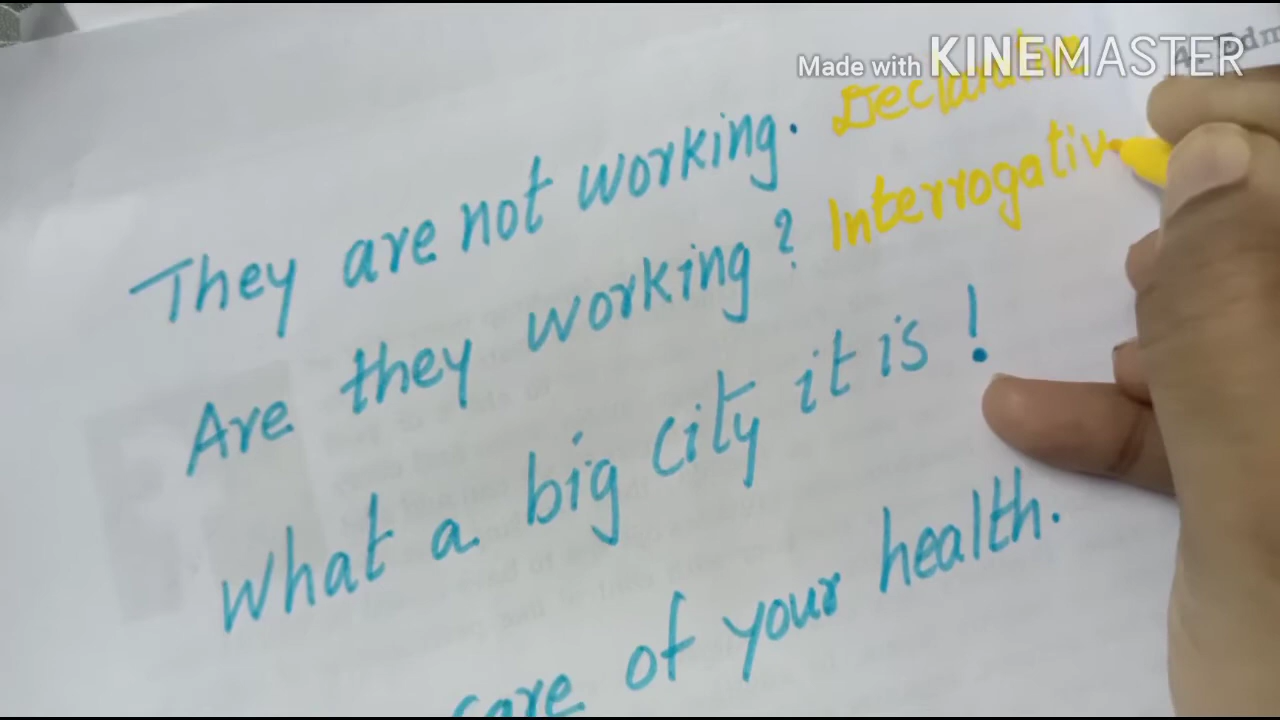 Made with KINEMASTER
They are not working. Declarative
Are they working? Interrogativ
What a big city it is!
care of your health.